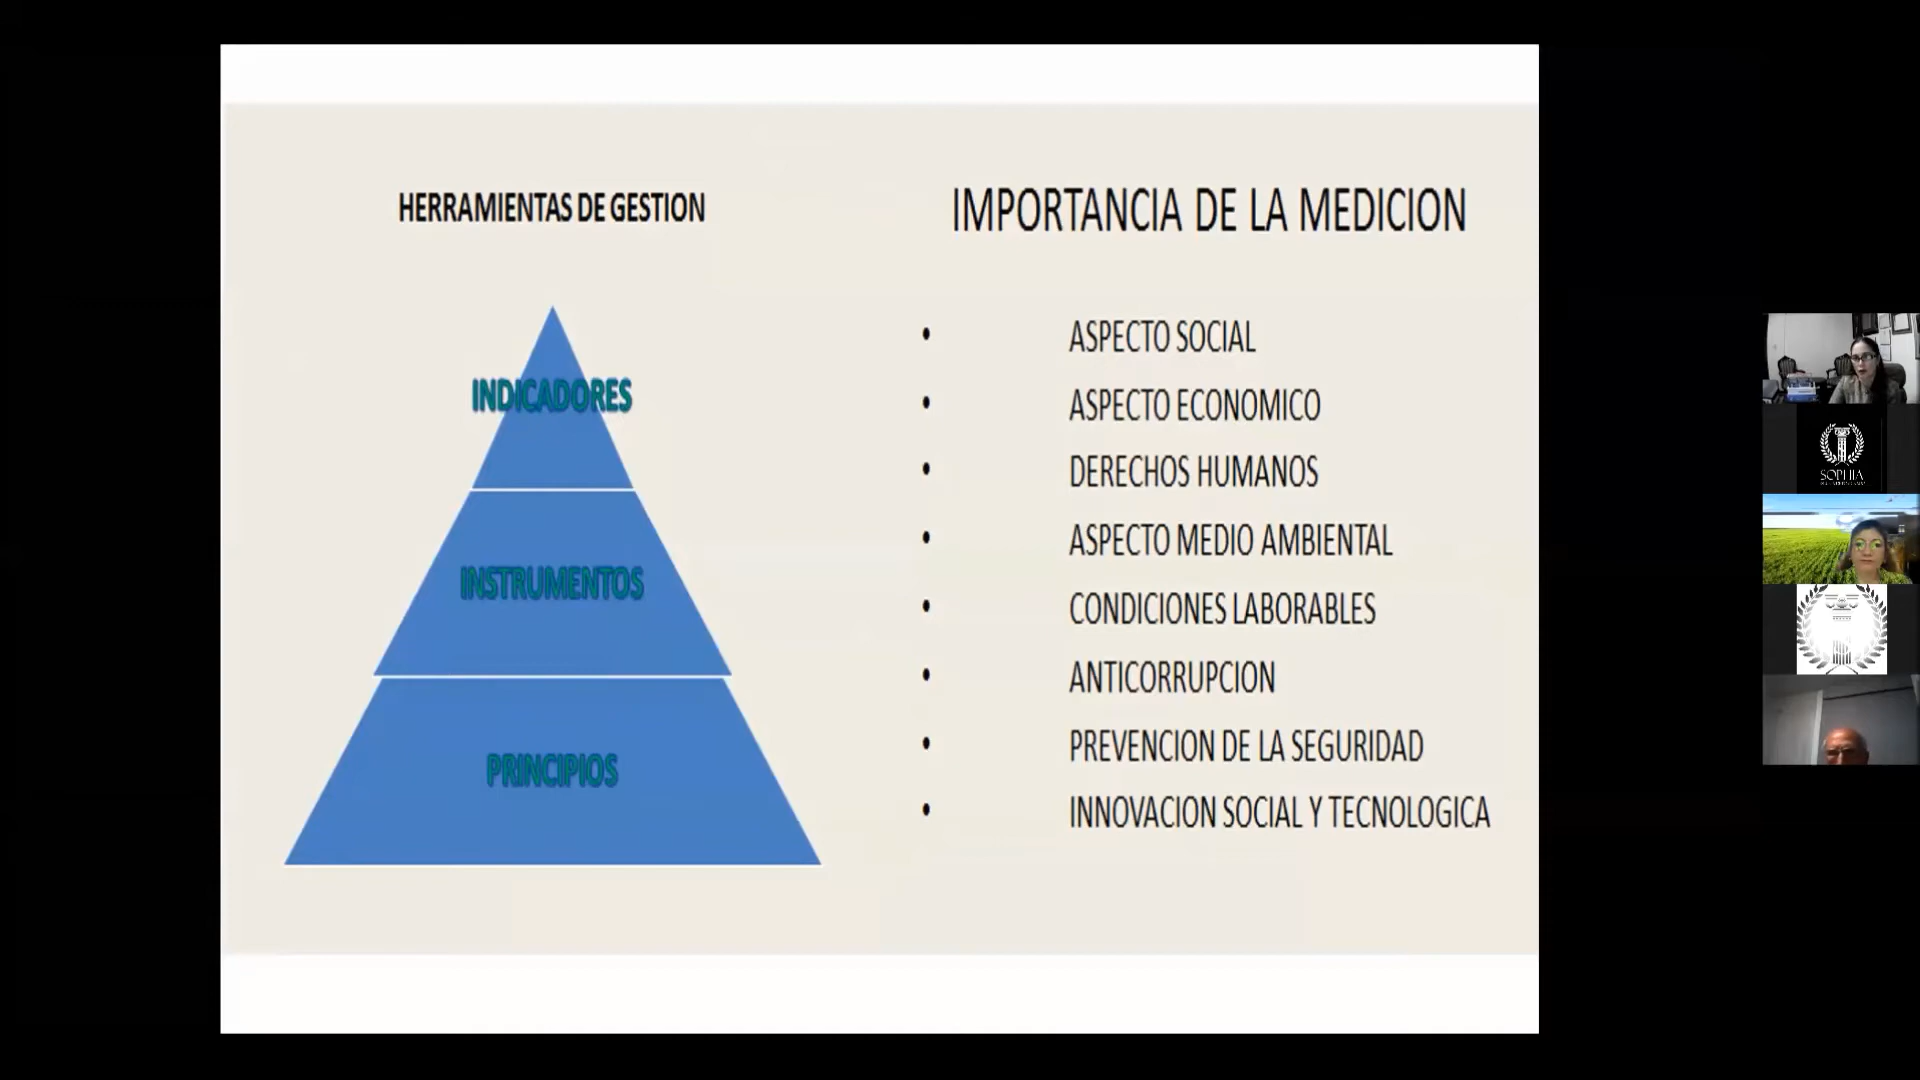 HERRAMIENTAS DE GESTION
INDICADORES
INSTRUMENTOS
PRINCIPIOS
IMPORTANCIA DE LA MEDICION
• ASPECTO SOCIAL
• ASPECTO ECONOMICO
• DERECHOS HUMANOS
• ASPECTO MEDIO AMBIENTAL
• CONDICIONES LABORABLES
• ANTICORRUPCION
• PREVENCION DE LA SEGURIDAD
• INNOVACION SOCIAL Y TECNOLOGICA
SOPHIA